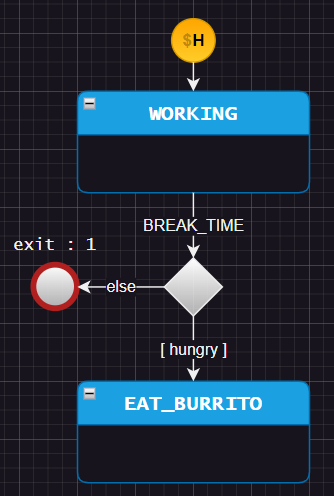 $H
WORKING
BREAK_TIME
exit : 1
else
[ hungry ]
EAT_BURRITO